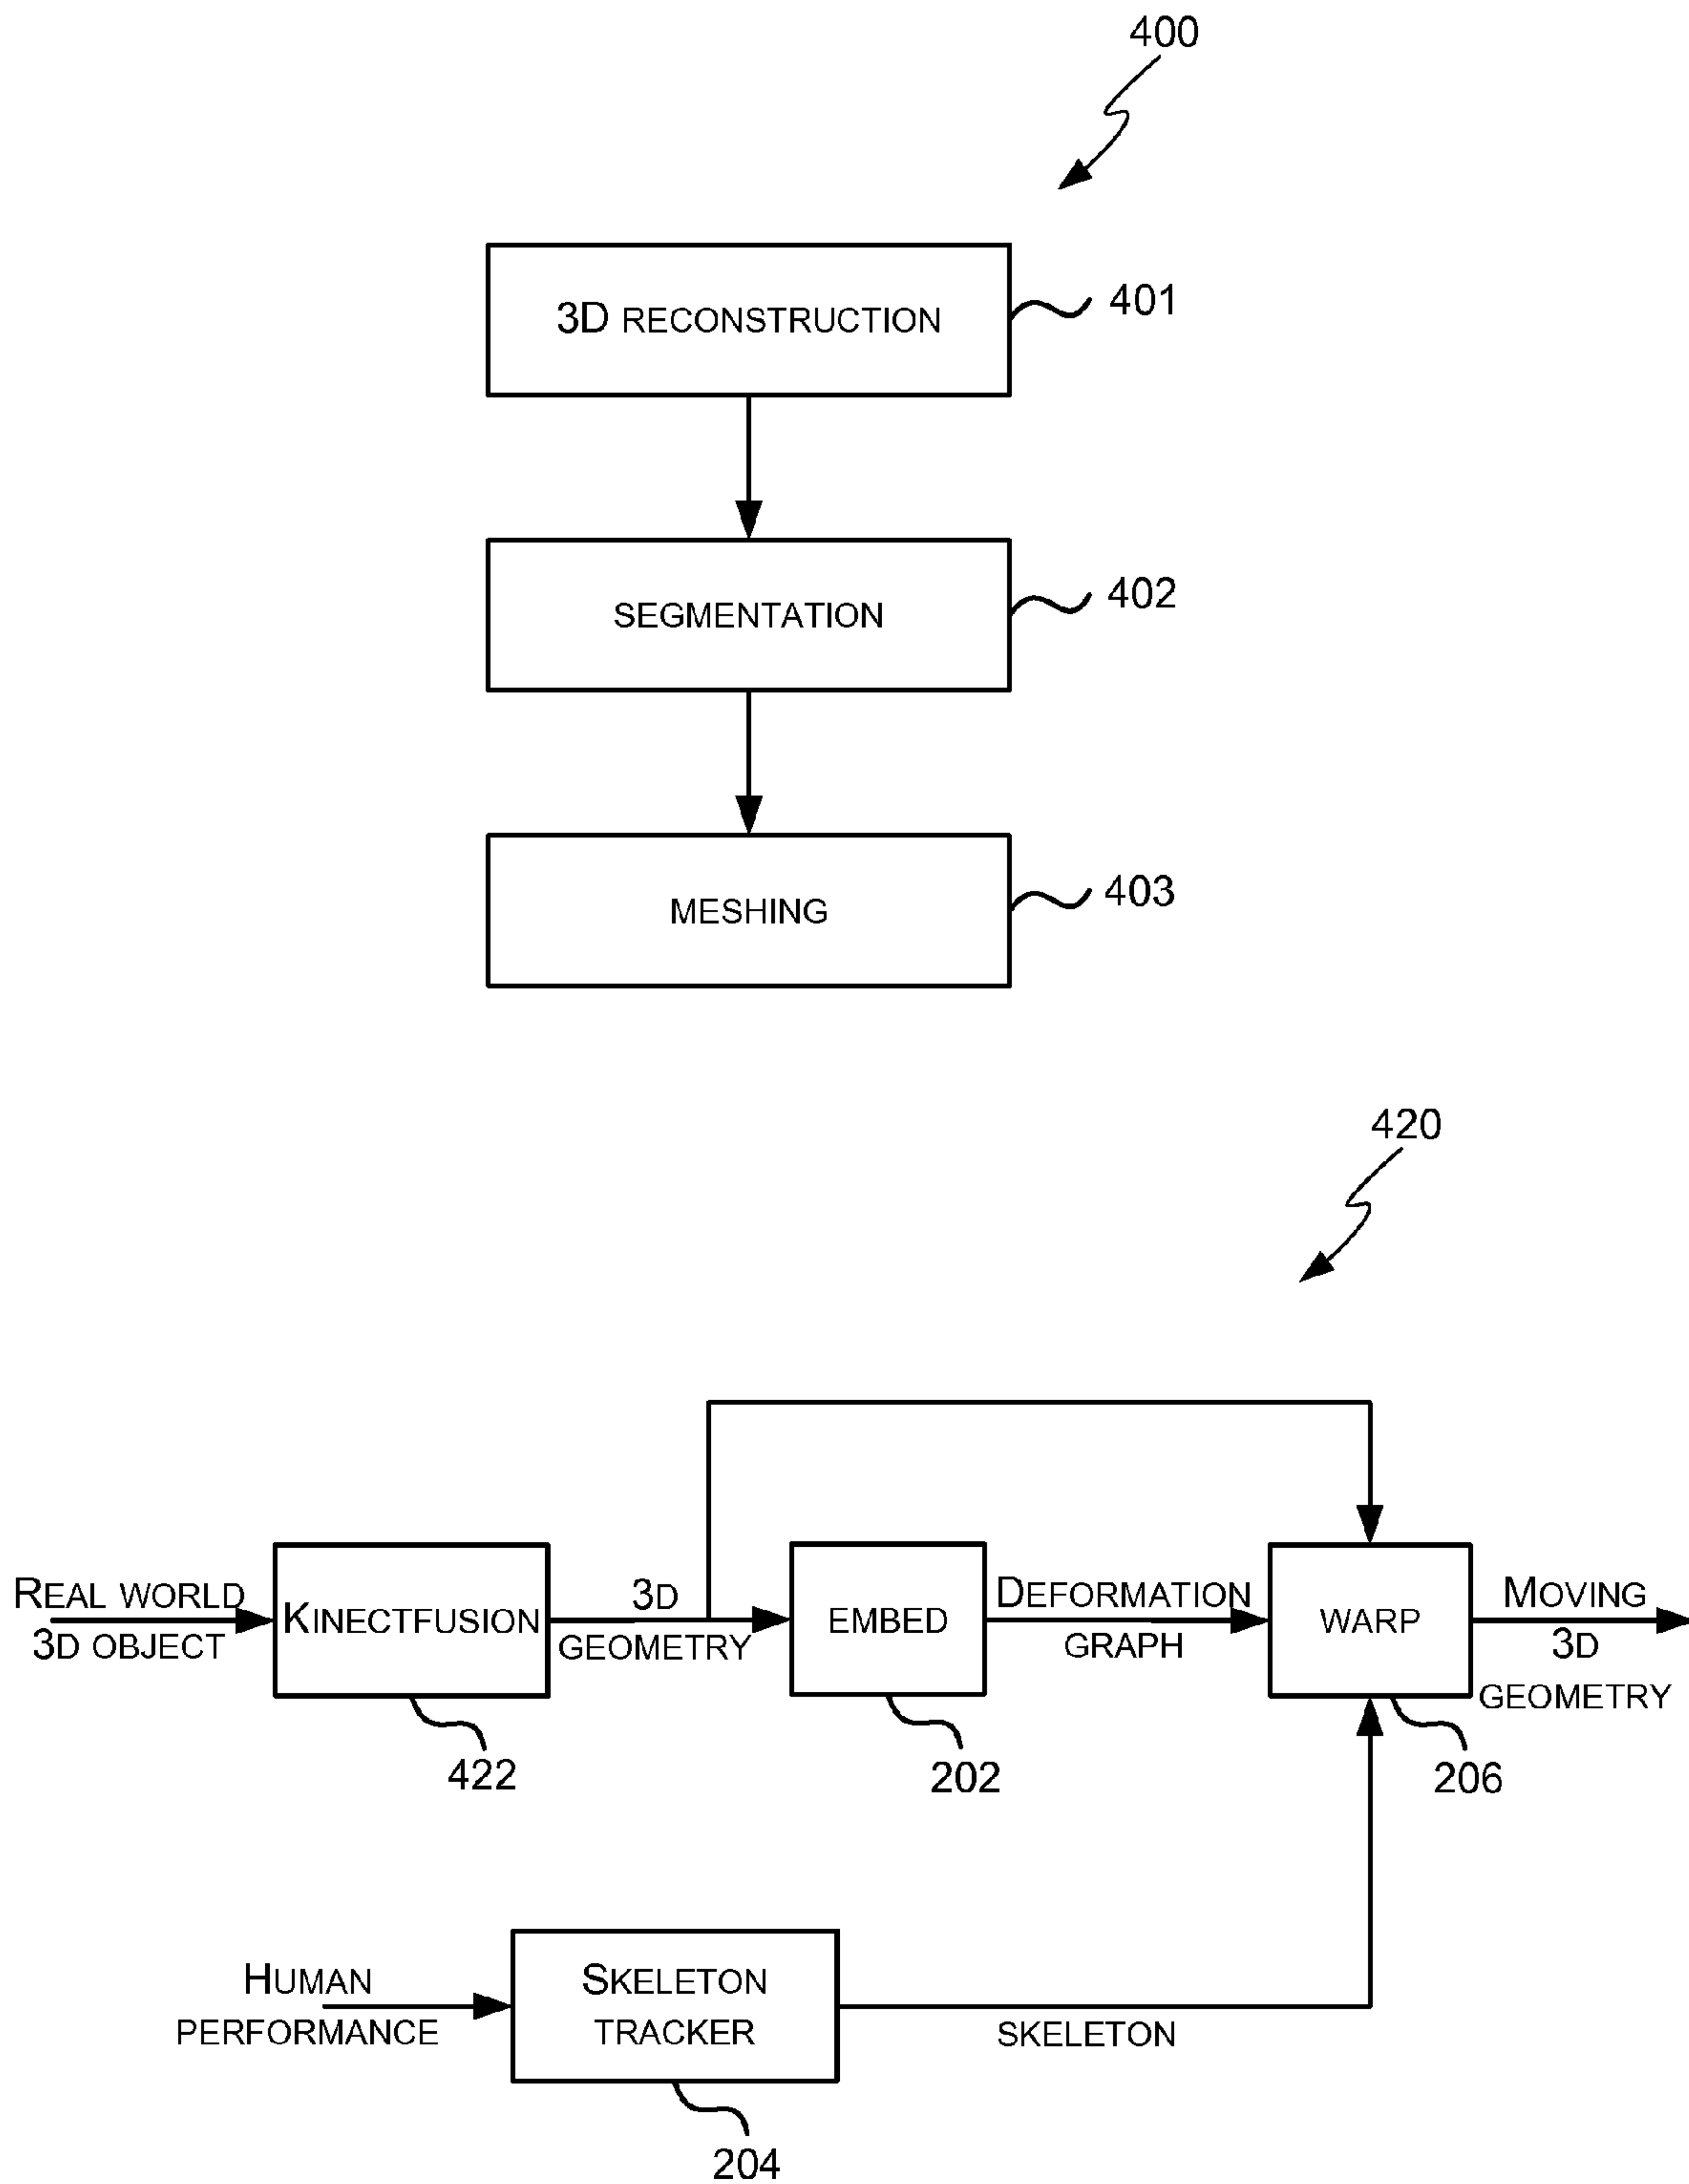 400
3D RECONSTRUCTION
401
SEGMENTATION
402
MESHING
403
420
REAL WORLD
3D OBJECT
KINECTFUSION
422
3D
GEOMETRY
EMBED
202
DEFORMATION
GRAPH
WARP
206
MOVING
3D
GEOMETRY
HUMAN
PERFORMANCE
SKELETON
TRACKER
204
SKELETON